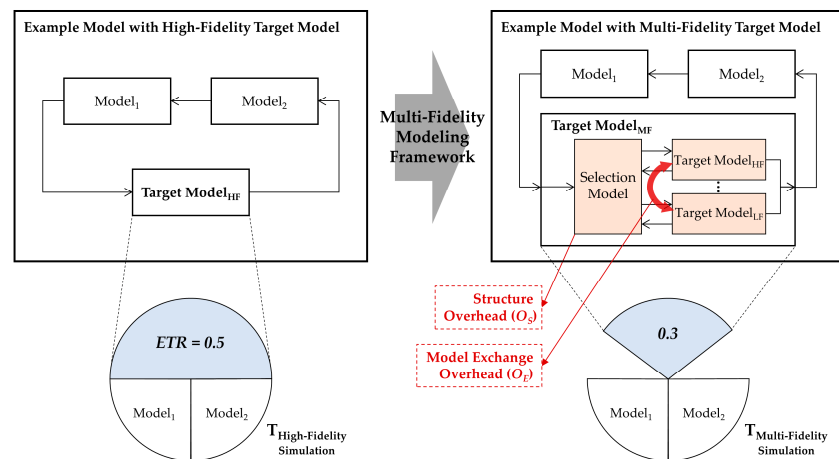 Example Model with High-Fidelity Target Model
Model1
Model2
Target ModelHF
ETR = 0.5
Model1
Model2
THigh-Fidelity
Simulation
Multi-Fidelity
Modeling
Framework
Example Model with Multi-Fidelity Target Model
Model1
Model2
Target ModelMF
Selection
Model
Target ModelHF
Target ModelLF
Structure
Overhead (OS)
Model Exchange
Overhead (OE)
0.3
Model1
Model2
TMulti-Fidelity
Simulation